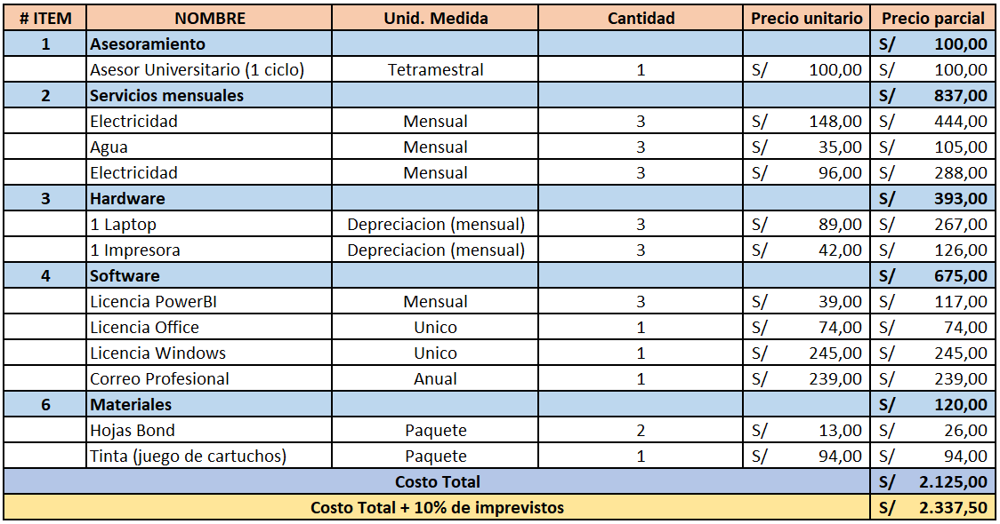 # ITEM NOMBRE Unid. Medida Cantidad Precio unitario Precio parcial
1 Asesoramiento S/ 100,00
Asesor Universitario (1 ciclo) Tetramestral 1 S/ 100,00 S/ 100,00
2 Servicios mensuales S/ 837,00
Electricidad Mensual 3 S/ 148,00 S/ 444,00
Agua Mensual 3 S/ 35,00 S/ 105,00
Electricidad Mensual 3 S/ 96,00 S/ 288,00
3 Hardware S/ 393,00
1 Laptop Depreciacion (mensual) 3 S/ 89,00 S/ 267,00
1 Impresora Depreciacion (mensual) 3 S/ 42,00 S/ 126,00
4 Software S/ 675,00
Licencia PowerBI Mensual 3 S/ 39,00 S/ 117,00
Licencia Office Unico 1 S/ 74,00 S/ 74,00
Licencia Windows Unico 1 S/ 245,00 S/ 245,00
Correo Profesional Anual 1 S/ 239,00 S/ 239,00
6 Materiales S/ 120,00
Hojas Bond Paquete 2 S/ 13,00 S/ 26,00
Tinta (juego de cartuchos) Paquete 1 S/ 94,00 S/ 94,00
Costo Total S/ 2.125,00
Costo Total + 10% de imprevistos S/ 2.337,50